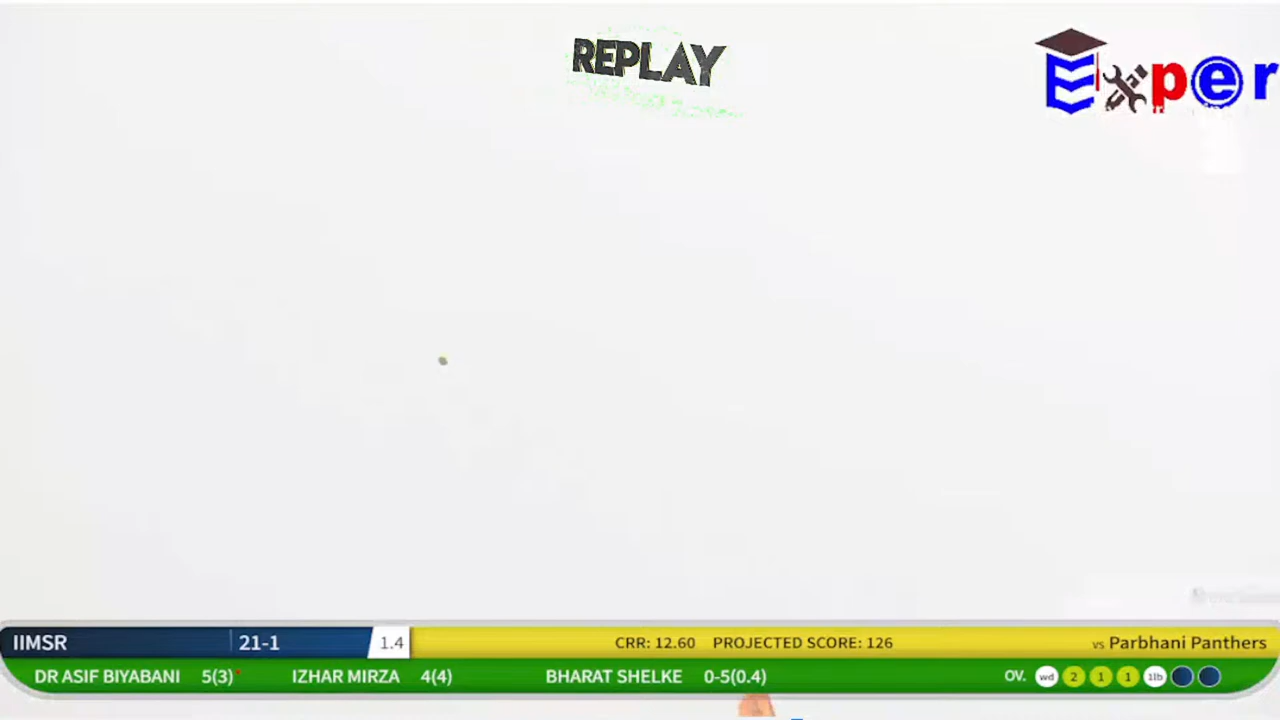 REPLAY
Exper
IIMSR 21-1 1.4 CRR: 12.60 PROJECTED SCORE: 126 vs Parbhani Panthers
DR ASIF BIYABANI 5(3)* IZHAR MIRZA 4(4) BHARAT SHELKE 0-5(0.4) OV. wd 2 1 1 1lb